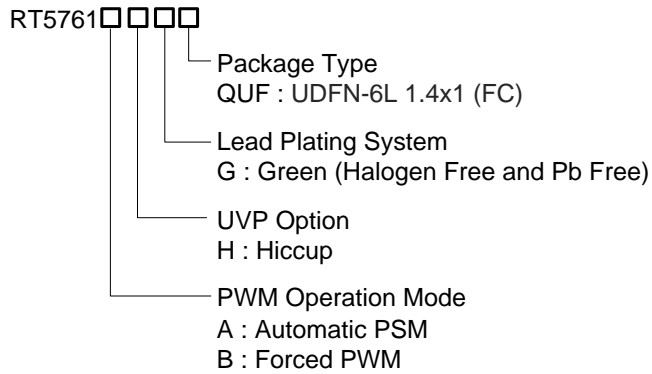 RT5761
Package Type
QUF : UDFN-6L 1.4x1 (FC)
Lead Plating System
G : Green (Halogen Free and Pb Free)
UVP Option
H : Hiccup
PWM Operation Mode
A : Automatic PSM
B : Forced PWM